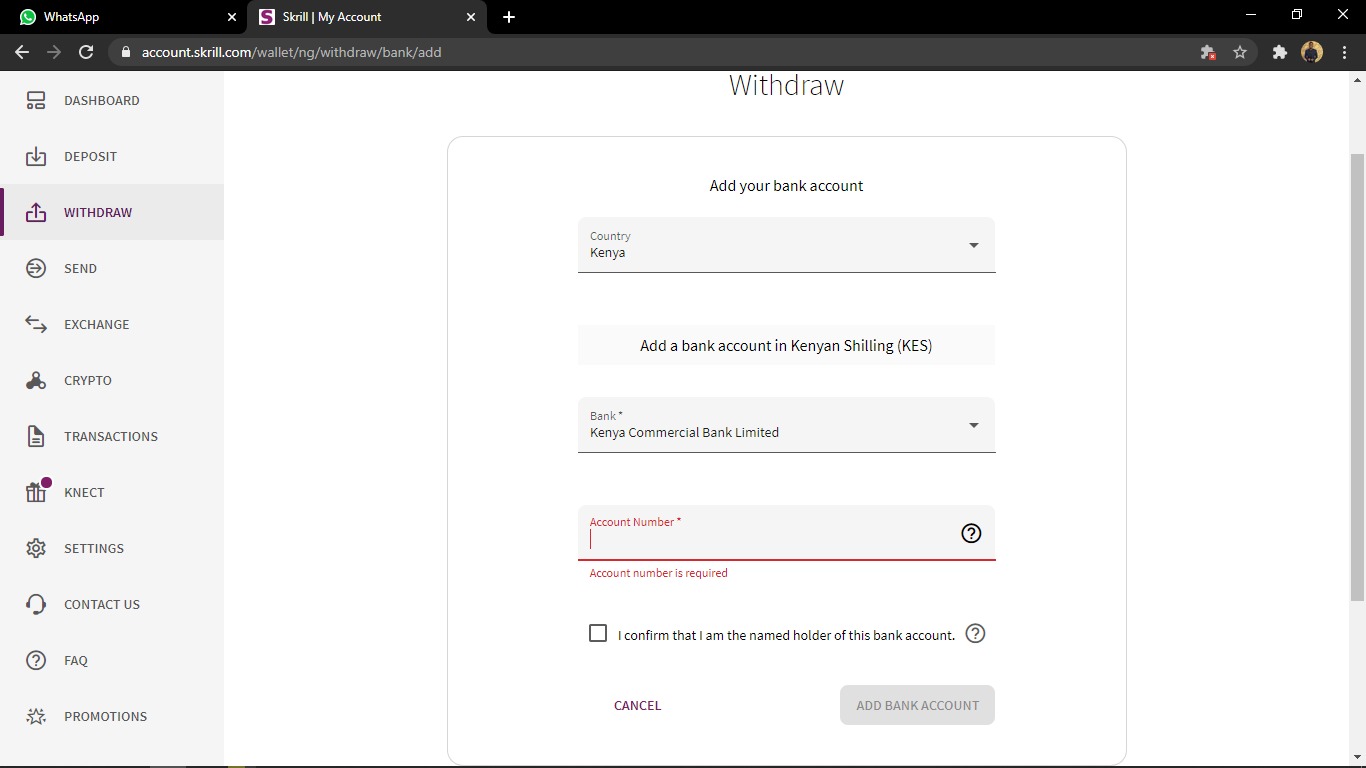 WhatsApp
Skrill | My Account
account.skrill.com/wallet/ng/withdraw/bank/add
DASHBOARD
DEPOSIT
WITHDRAW
SEND
EXCHANGE
CRYPTO
TRANSACTIONS
KNECT
SETTINGS
CONTACT US
FAQ
PROMOTIONS
Withdraw
Add your bank account
Country
Kenya
Add a bank account in Kenyan Shilling (KES)
Bank *
Kenya Commercial Bank Limited
Account Number *
Account number is required
I confirm that I am the named holder of this bank account.
CANCEL
ADD BANK ACCOUNT